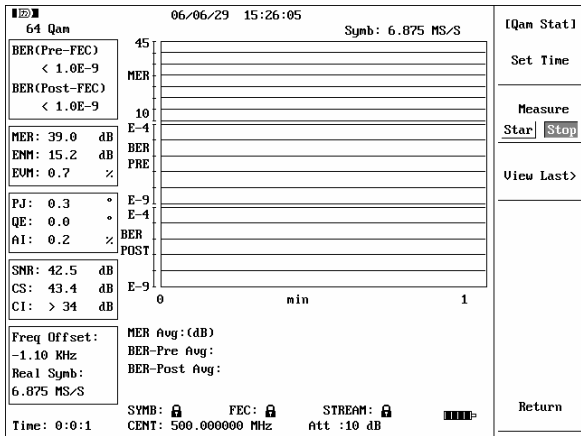 06/06/29 15:26:05
64 Qam
Symb: 6.875 MS/S
BER(Pre-FEC)
< 1.0E-9
BER(Post-FEC)
< 1.0E-9
MER: 39.0 dB
ENM: 15.2 dB
EVM: 0.7 %
PJ: 0.3 °
QE: 0.0 °
AI: 0.2 %
SNR: 42.5 dB
CS: 43.4 dB
CI: > 34 dB
Freq Offset:
-1.10 KHz
Real Symb:
6.875 MS/S
Time: 0:0:1
45
MER
10
E-4
BER
PRE
E-9
E-4
BER
POST
E-9
0 min 1
MER Avg:(dB)
BER-Pre Avg:
BER-Post Avg:
SYMB: FEC: STREAM:
CENT: 500.000000 MHz Att :10 dB
[Qam Stat]
Set Time
Measure
Star Stop
View Last>
Return